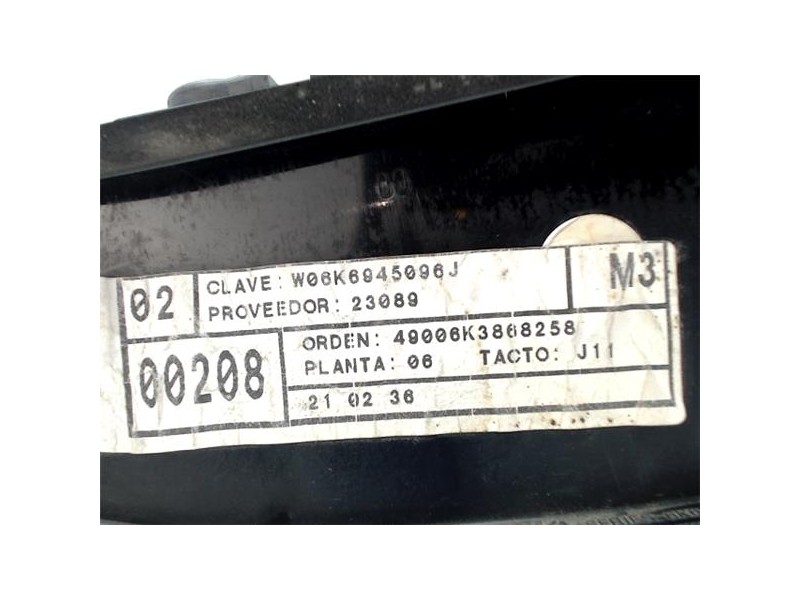 02
CLAVE: W06K6945096J
PROVEEDOR: 23089
M3
00208
ORDEN: 49006K3868258
PLANTA: 06 TACTO: J11
21 02 36